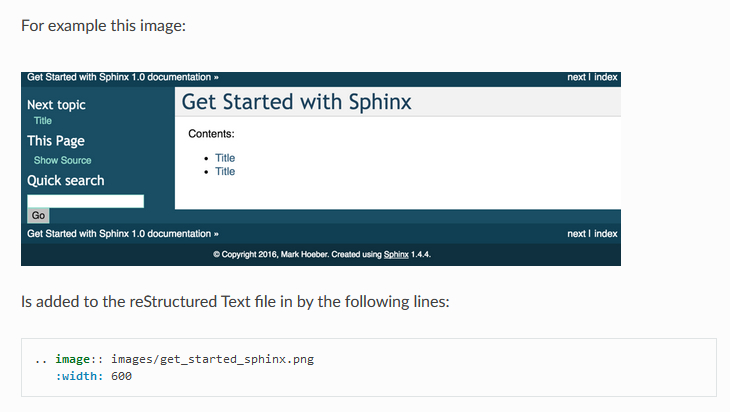 For example this image:
Get Started with Sphinx 1.0 documentation »
next | index
Next topic
Title
This Page
Show Source
Quick search
Go
Get Started with Sphinx
Contents:
• Title
• Title
Get Started with Sphinx 1.0 documentation »
next | index
© Copyright 2016, Mark Hoeber. Created using Sphinx 1.4.4.
Is added to the reStructured Text file in by the following lines:
.. image:: images/get_started_sphinx.png
   :width: 600